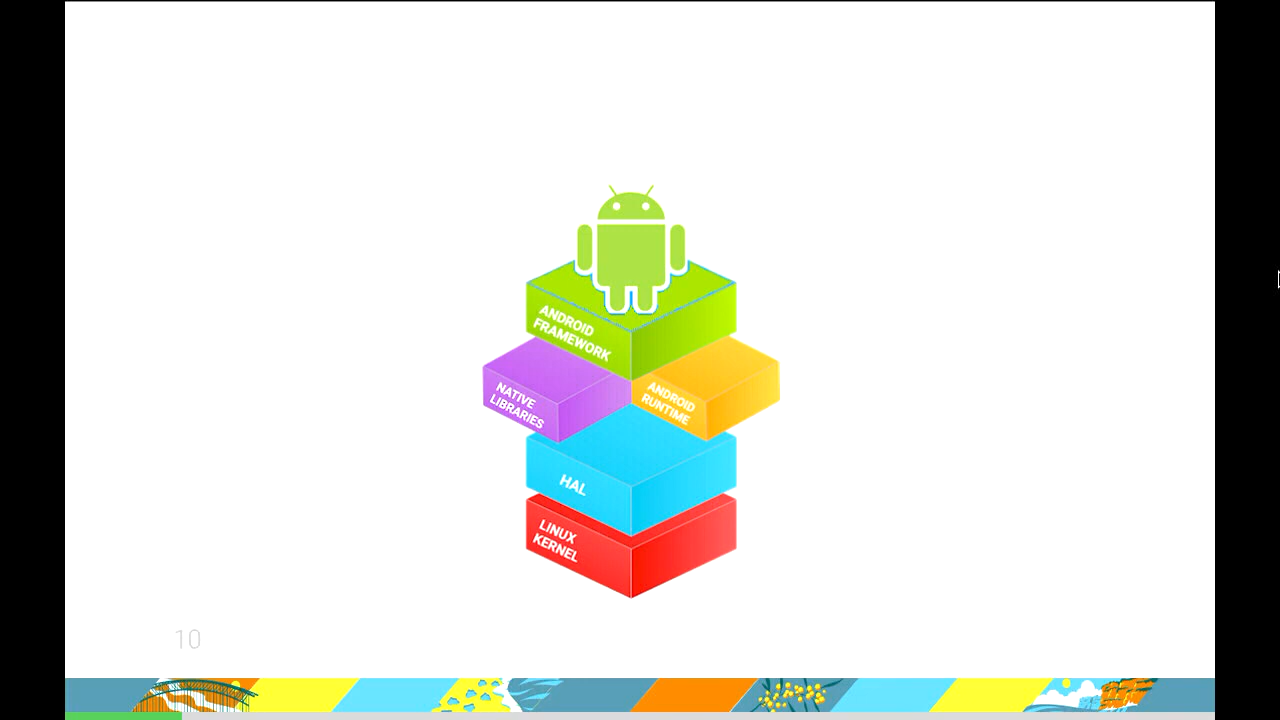 ANDROID
FRAMEWORK
NATIVE
LIBRARIES
ANDROID
RUNTIME
HAL
LINUX
KERNEL
10